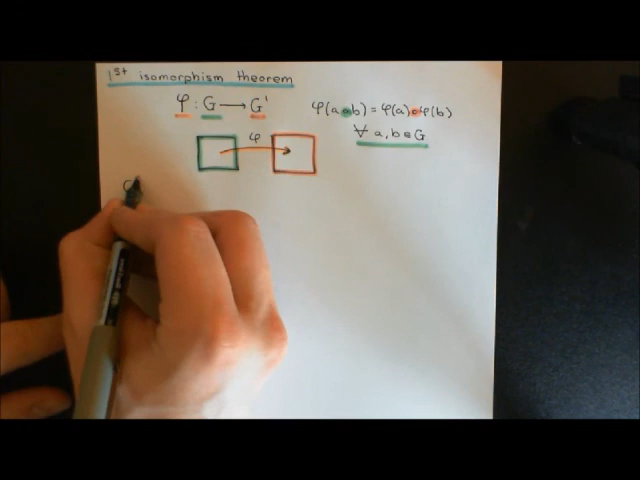 1st isomorphism theorem
φ : G ⟶ G'
φ(a∘b) = φ(a)∘φ(b)
∀ a, b ∈ G
φ